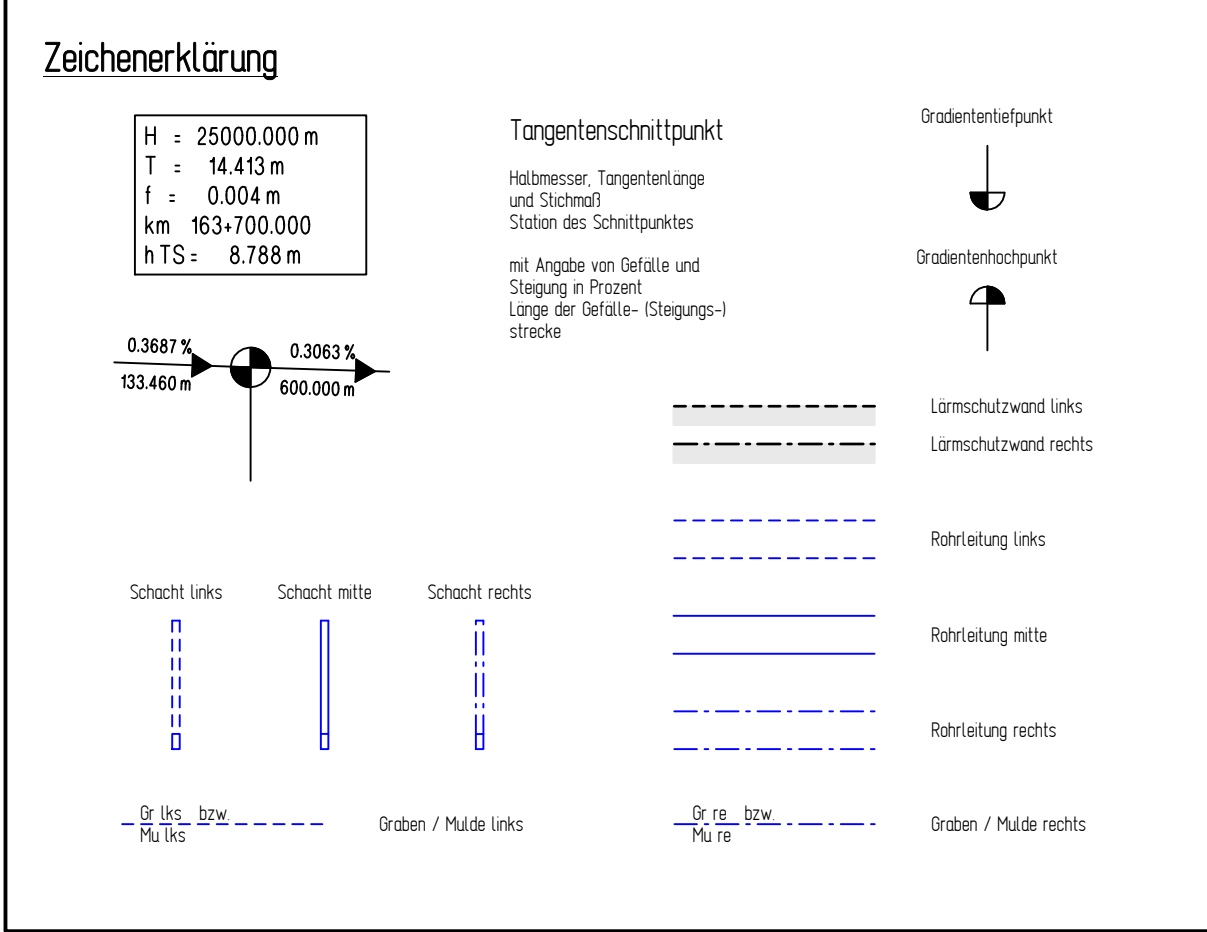 Zeichenerklärung
H = 25000.000 m
T = 14.413 m
f = 0.004 m
km 163+700.000
h TS = 8.788 m
Tangentenschnittpunkt
Halbmesser, Tangentenlänge
und Stichmaß
Station des Schnittpunktes
mit Angabe von Gefälle und
Steigung in Prozent
Länge der Gefälle- (Steigungs-)
strecke
Gradiententiefpunkt
Gradientenhochpunkt
0.3687 %
133.460 m
0.3063 %
600.000 m
Lärmschutzwand links
Lärmschutzwand rechts
Rohrleitung links
Rohrleitung mitte
Rohrleitung rechts
Schacht links
Schacht mitte
Schacht rechts
Gr lks bzw.
Mu lks
Graben / Mulde links
Gr re bzw.
Mu re
Graben / Mulde rechts